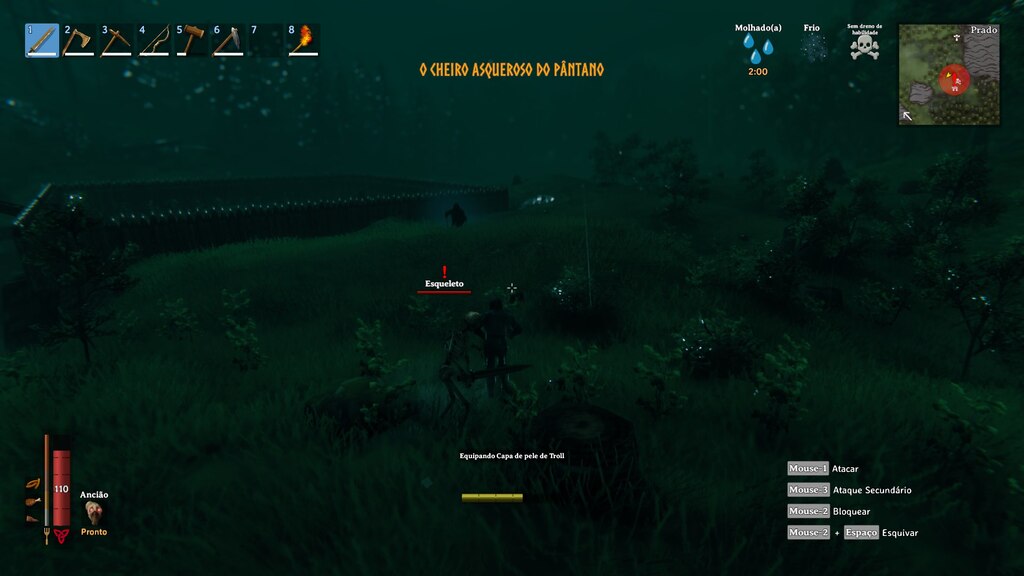 1 2 3 4 5 6 7 8
Molhado(a)
2:00
Frio
Sem dreno de
habilidade
Prado
O CHEIRO ASQUEROSO DO PÂNTANO
Esqueleto
Equipando Capa de pele de Troll
110
Ancião
Pronto
Mouse-1 Atacar
Mouse-3 Ataque Secundário
Mouse-2 Bloquear
Mouse-2 + Espaço Esquivar